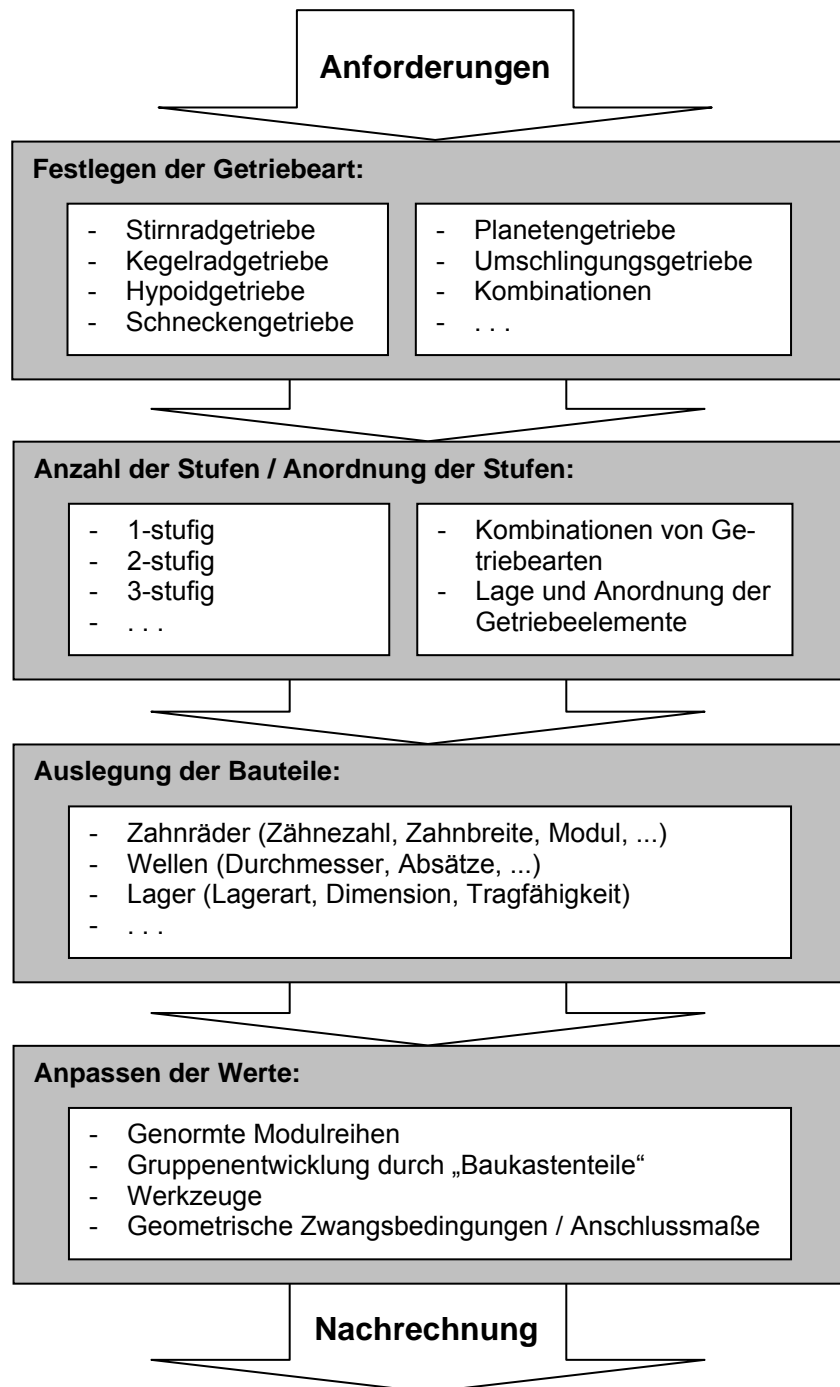 Anforderungen
Festlegen der Getriebeart:
- Stirnradgetriebe
- Kegelradgetriebe
- Hypoidgetriebe
- Schneckengetriebe
- Planetengetriebe
- Umschlingungsgetriebe
- Kombinationen
- . . .
Anzahl der Stufen / Anordnung der Stufen:
- 1-stufig
- 2-stufig
- 3-stufig
- . . .
- Kombinationen von Ge-
triebearten
- Lage und Anordnung der
Getriebeelemente
Auslegung der Bauteile:
- Zahnräder (Zähnezahl, Zahnbreite, Modul, ...)
- Wellen (Durchmesser, Absätze, ...)
- Lager (Lagerart, Dimension, Tragfähigkeit)
- . . .
Anpassen der Werte:
- Genormte Modulreihen
- Gruppenentwicklung durch „Baukastenteile“
- Werkzeuge
- Geometrische Zwangsbedingungen / Anschlussmaße
Nachrechnung